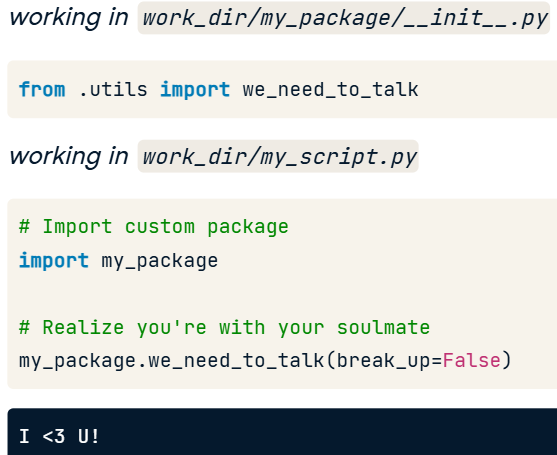 working in work_dir/my_package/__init__.py
from .utils import we_need_to_talk
working in work_dir/my_script.py
# Import custom package
import my_package
# Realize you're with your soulmate
my_package.we_need_to_talk(break_up=False)
I <3 U!